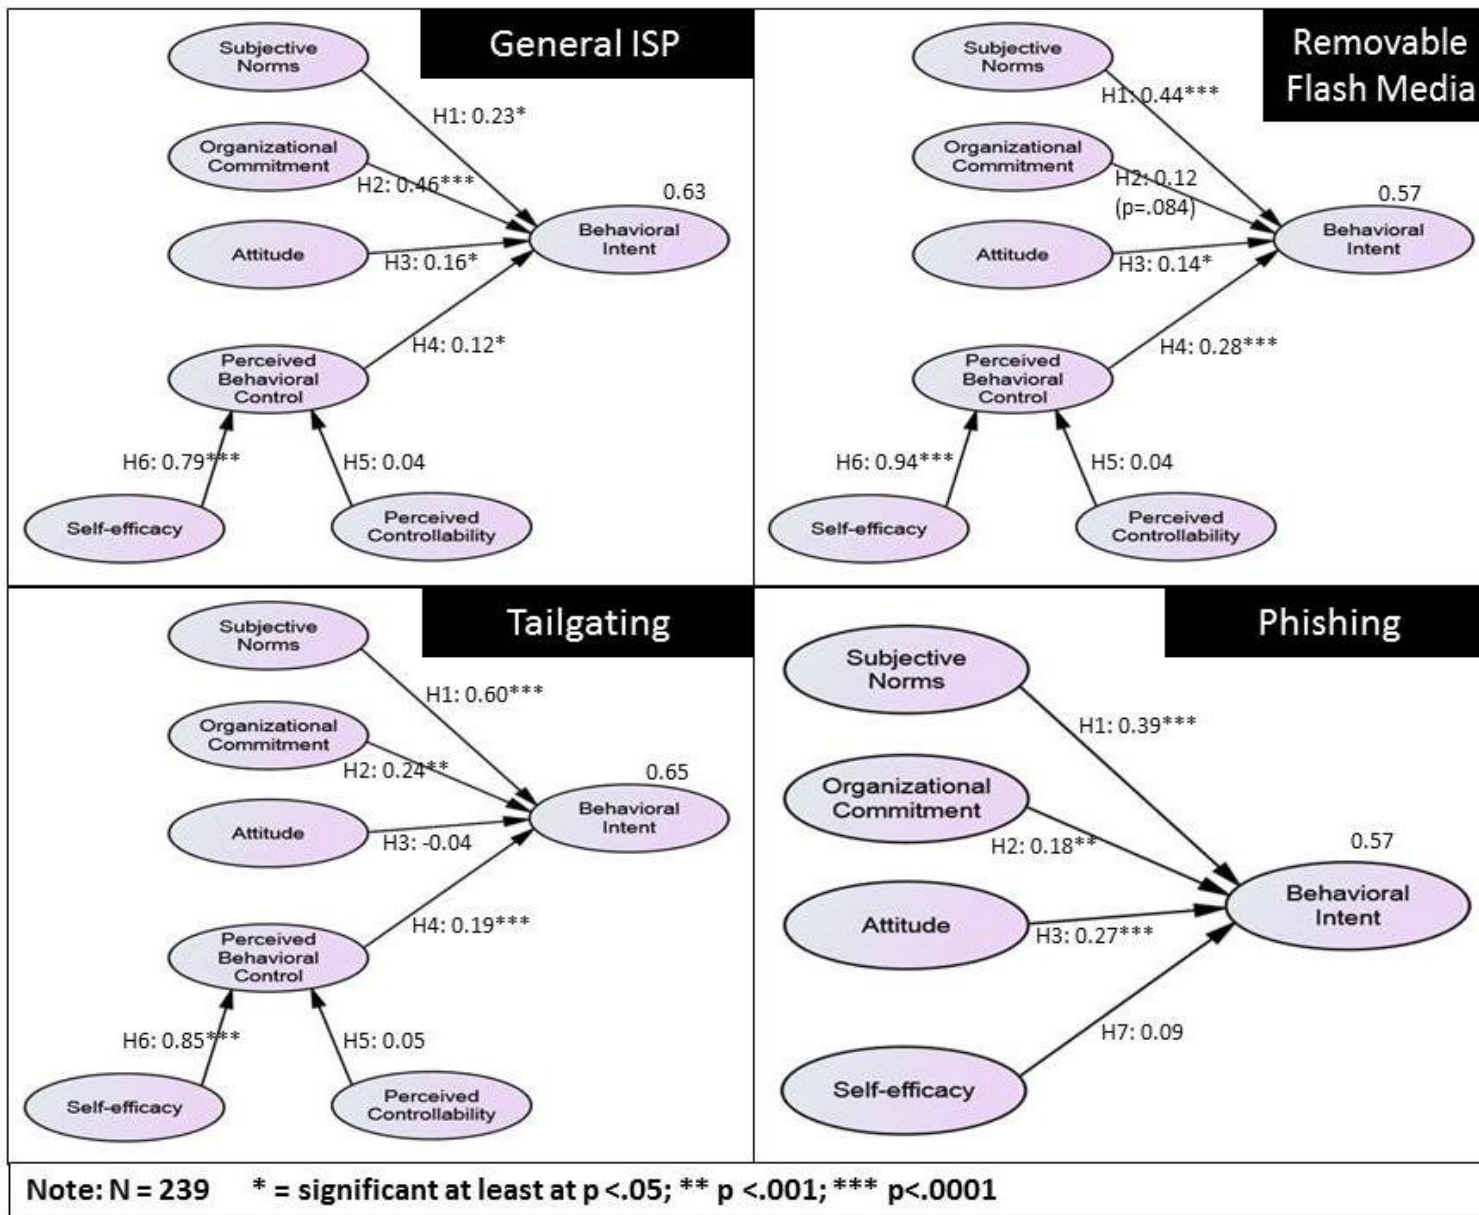 General ISP
Subjective
Norms
H1: 0.23*
Organizational
Commitment
H2: 0.46***
0.63
Behavioral
Intent
Attitude
H3: 0.16*
H4: 0.12*
Perceived
Behavioral
Control
H6: 0.79***
H5: 0.04
Self-efficacy
Perceived
Controllability
Removable
Flash Media
Subjective
Norms
H1: 0.44***
Organizational
Commitment
H2: 0.12
(p=.084)
0.57
Behavioral
Intent
Attitude
H3: 0.14*
H4: 0.28***
Perceived
Behavioral
Control
H6: 0.94***
H5: 0.04
Self-efficacy
Perceived
Controllability
Tailgating
Subjective
Norms
H1: 0.60***
Organizational
Commitment
H2: 0.24**
0.65
Behavioral
Intent
Attitude
H3: -0.04
H4: 0.19***
Perceived
Behavioral
Control
H6: 0.85***
H5: 0.05
Self-efficacy
Perceived
Controllability
Phishing
Subjective
Norms
H1: 0.39***
Organizational
Commitment
H2: 0.18**
0.57
Behavioral
Intent
Attitude
H3: 0.27***
H7: 0.09
Self-efficacy
Note: N = 239 * = significant at least at p <.05; ** p <.001; *** p<.0001